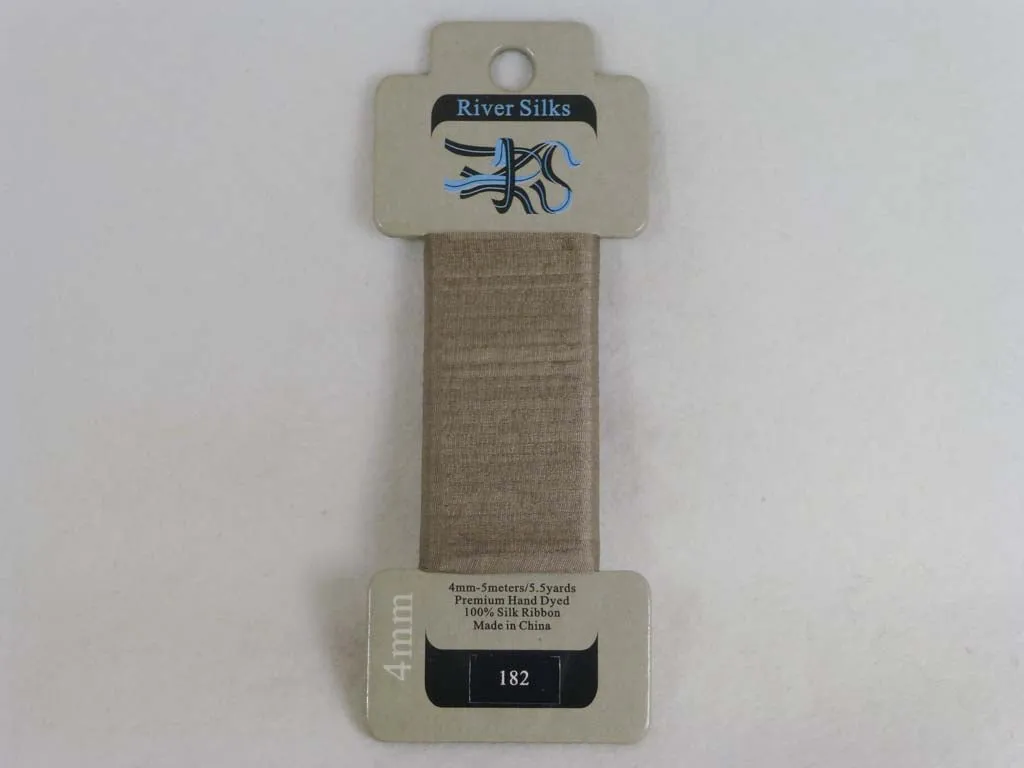 River Silks
4mm-5meters/5.5yards
Premium Hand Dyed
100% Silk Ribbon
Made in China
4mm
182